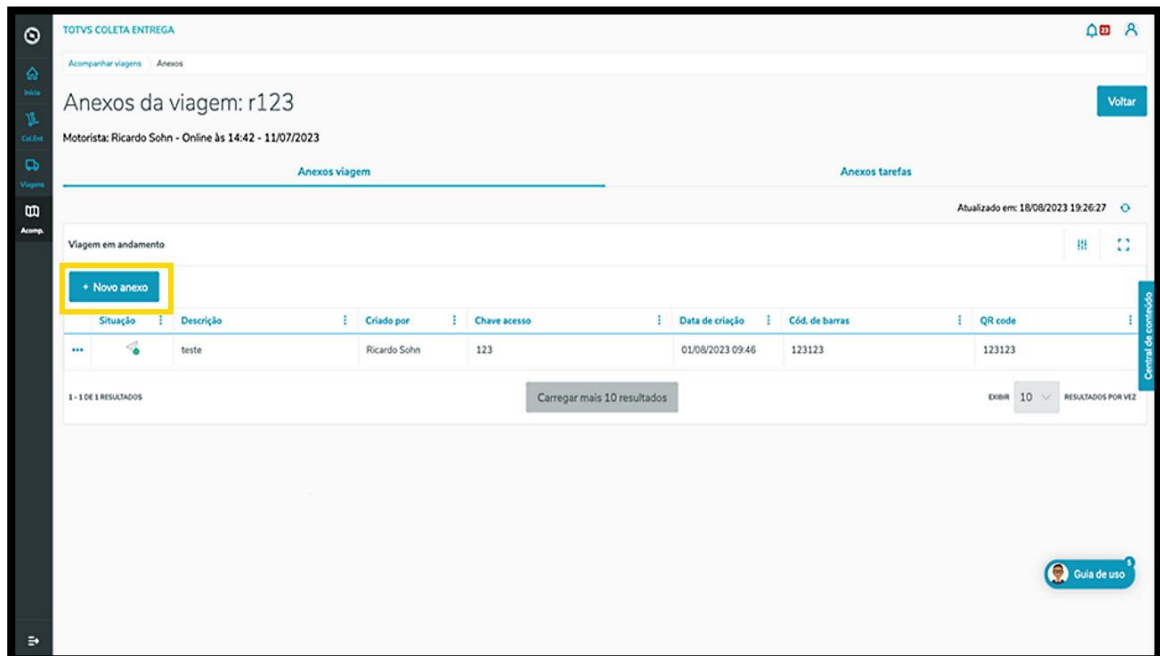 TOTVS COLETA ENTREGA
23
Início
Col.Ent
Viagens
Acomp.
Acompanhar viagens Anexos
Anexos da viagem: r123
Voltar
Motorista: Ricardo Sohn - Online às 14:42 - 11/07/2023
Anexos viagem Anexos tarefas
Atualizado em: 18/08/2023 19:26:27
Viagem em andamento
+ Novo anexo
Situação Descrição Criado por Chave acesso Data de criação Cód. de barras QR code
teste Ricardo Sohn 123 01/08/2023 09:46 123123 123123
1 - 1 DE 1 RESULTADOS Carregar mais 10 resultados EXIBIR 10 RESULTADOS POR VEZ
Central de conteúdo
Guia de uso
5